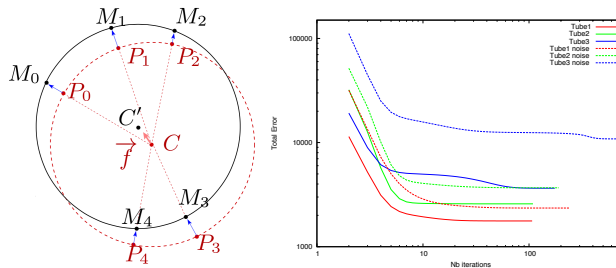 M1
M2
M0
P1
P2
P0
C'
C
f
M4
M3
P4
P3
Total Error
100000
10000
1000
1
10
100
Nb iterations
Tube1
Tube2
Tube3
Tube1 noise
Tube2 noise
Tube3 noise